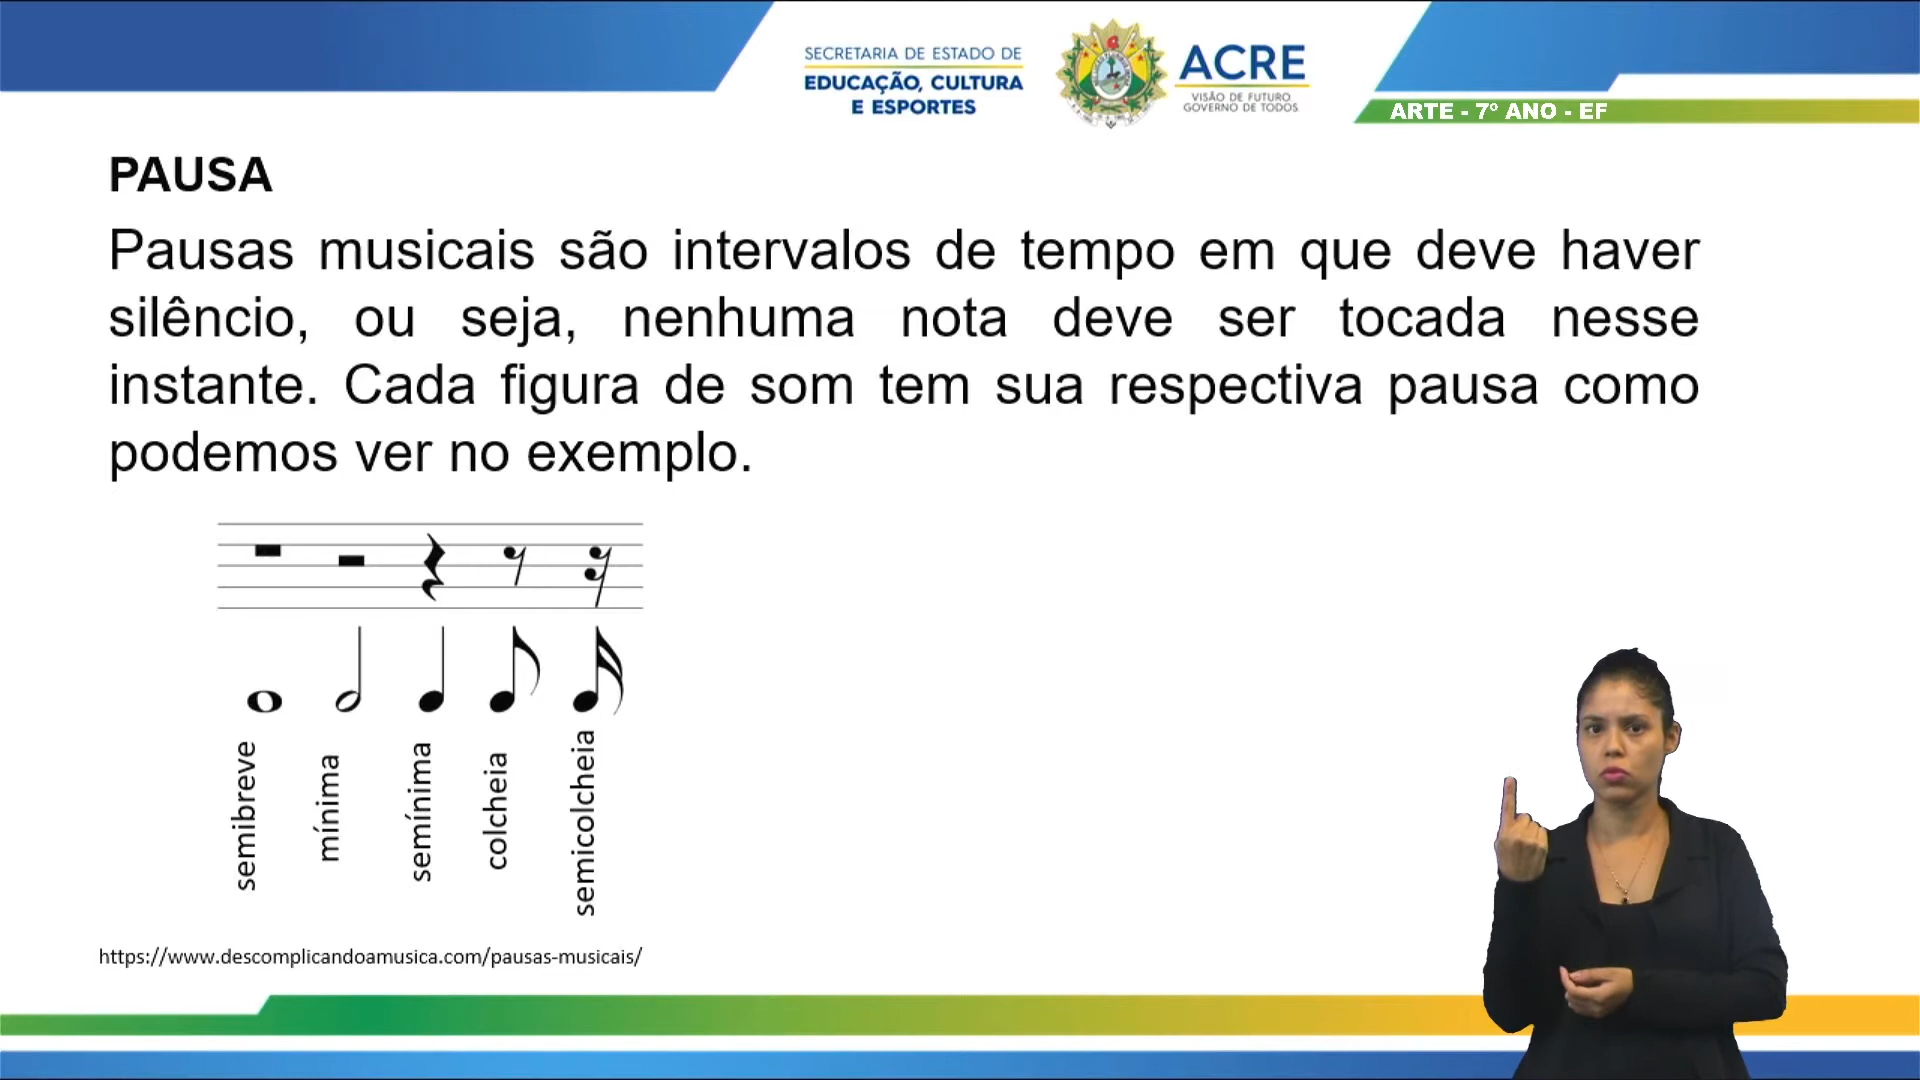 SECRETARIA DE ESTADO DE
EDUCAÇÃO, CULTURA
E ESPORTES
ACRE
VISÃO DE FUTURO
GOVERNO DE TODOS
ARTE - 7º ANO - EF
PAUSA
Pausas musicais são intervalos de tempo em que deve haver
silêncio, ou seja, nenhuma nota deve ser tocada nesse
instante. Cada figura de som tem sua respectiva pausa como
podemos ver no exemplo.
semibreve
mínima
semínima
colcheia
semicolcheia
https://www.descomplicandoamusica.com/pausas-musicais/